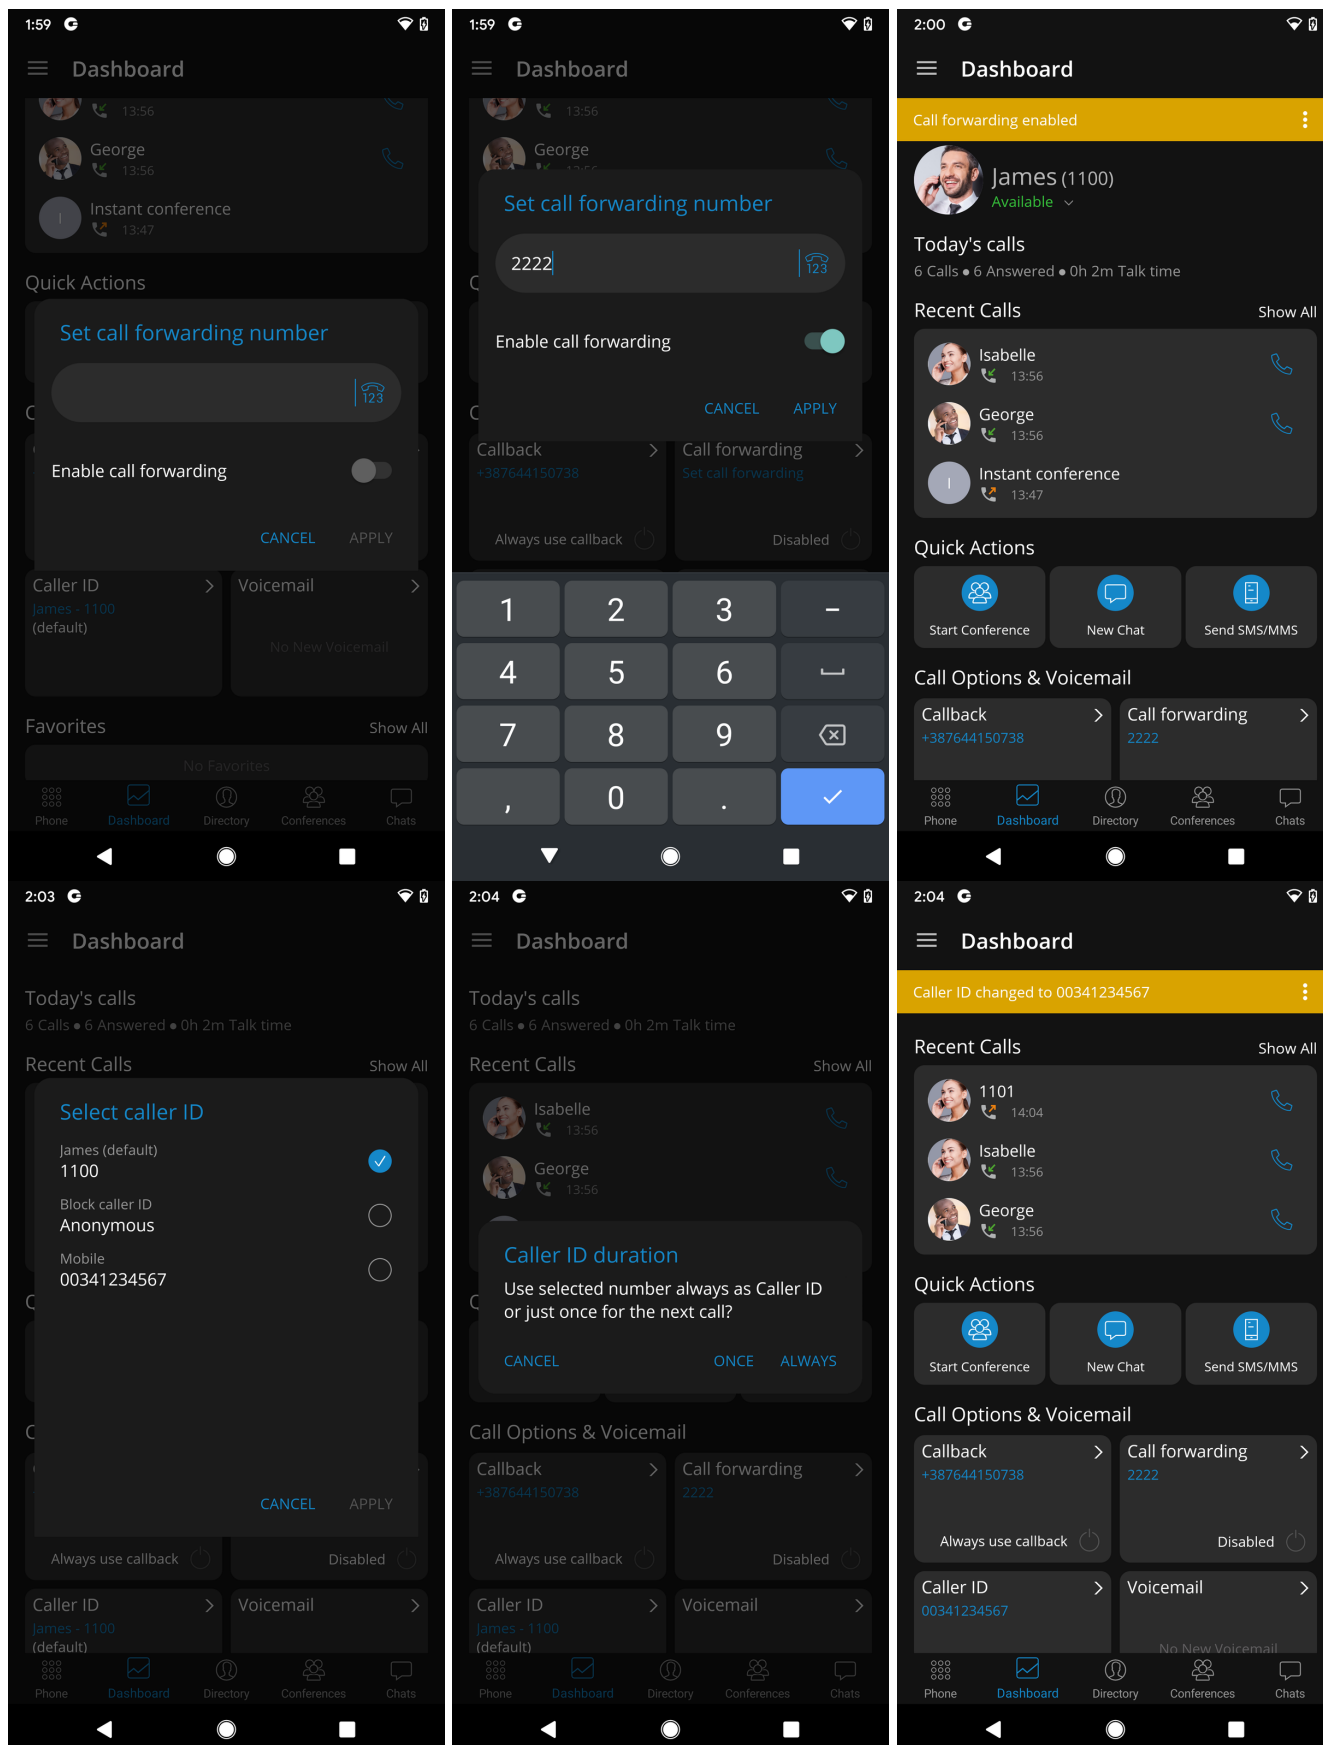 1:59
Dashboard
13:56
George
13:56
Instant conference
13:47
Quick Actions
Set call forwarding number
123
Enable call forwarding
CANCEL APPLY
Caller ID
James - 1100
(default)
Voicemail
No New Voicemail
Favorites Show All
No Favorites
Phone Dashboard Directory Conferences Chats
1:59
Dashboard
13:56
George
13:56
Set call forwarding number
2222
123
Enable call forwarding
CANCEL APPLY
Callback
+387644150738
Always use callback
Call forwarding
Set call forwarding
Disabled
1 2 3 –
4 5 6
7 8 9
, 0 .
2:00
Dashboard
Call forwarding enabled
James (1100)
Available
Today's calls
6 Calls ● 6 Answered ● 0h 2m Talk time
Recent Calls Show All
Isabelle
13:56
George
13:56
I
Instant conference
13:47
Quick Actions
Start Conference New Chat Send SMS/MMS
Call Options & Voicemail
Callback
+387644150738
Call forwarding
2222
Phone Dashboard Directory Conferences Chats
2:03
Dashboard
Today's calls
6 Calls ● 6 Answered ● 0h 2m Talk time
Recent Calls Show All
Select caller ID
James (default)
1100
Block caller ID
Anonymous
Mobile
00341234567
CANCEL APPLY
Always use callback Disabled
Caller ID
James - 1100
(default)
Voicemail
Phone Dashboard Directory Conferences Chats
2:04
Dashboard
Today's calls
6 Calls ● 6 Answered ● 0h 2m Talk time
Recent Calls Show All
Isabelle
13:56
George
13:56
Caller ID duration
Use selected number always as Caller ID
or just once for the next call?
CANCEL ONCE ALWAYS
Call Options & Voicemail
Callback
+387644150738
Always use callback
Call forwarding
2222
Disabled
Caller ID
James - 1100
(default)
Voicemail
Phone Dashboard Directory Conferences Chats
2:04
Dashboard
Caller ID changed to 00341234567
Recent Calls Show All
1101
14:04
Isabelle
13:56
George
13:56
Quick Actions
Start Conference New Chat Send SMS/MMS
Call Options & Voicemail
Callback
+387644150738
Always use callback
Call forwarding
2222
Disabled
Caller ID
00341234567
Voicemail
No New Voicemail
Phone Dashboard Directory Conferences Chats